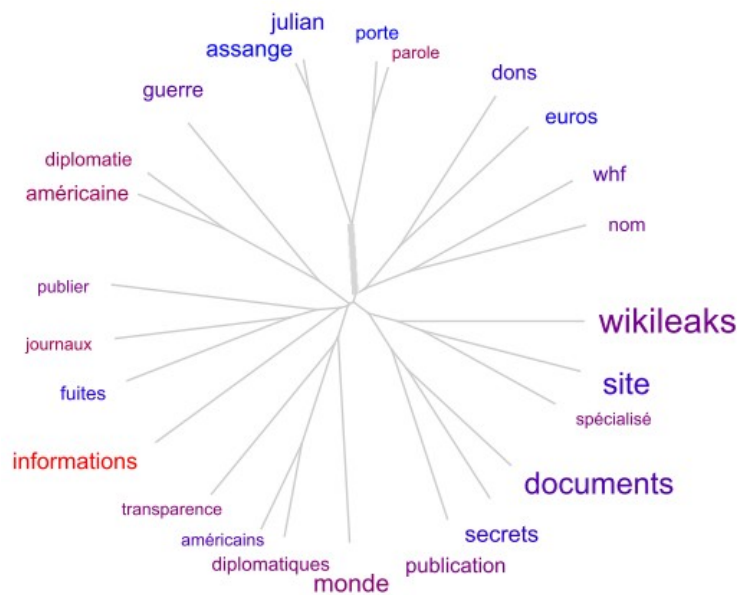 julian
porte
assange
parole
dons
guerre
euros
diplomatie
whf
américaine
nom
publier
wikileaks
journaux
site
fuites
spécialisé
informations
documents
transparence
secrets
américains
diplomatiques
publication
monde